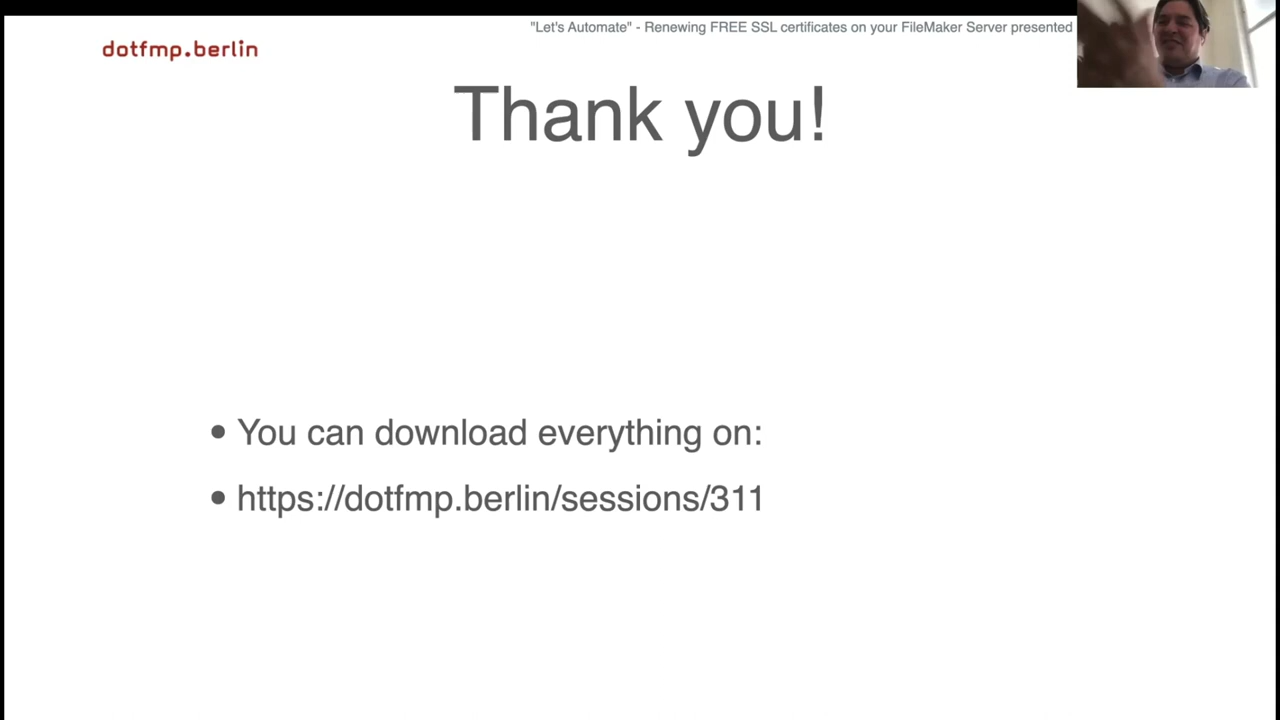 "Let's Automate" - Renewing FREE SSL certificates on your FileMaker Server presented
dotfmp.berlin
Thank you!
• You can download everything on:
• https://dotfmp.berlin/sessions/311